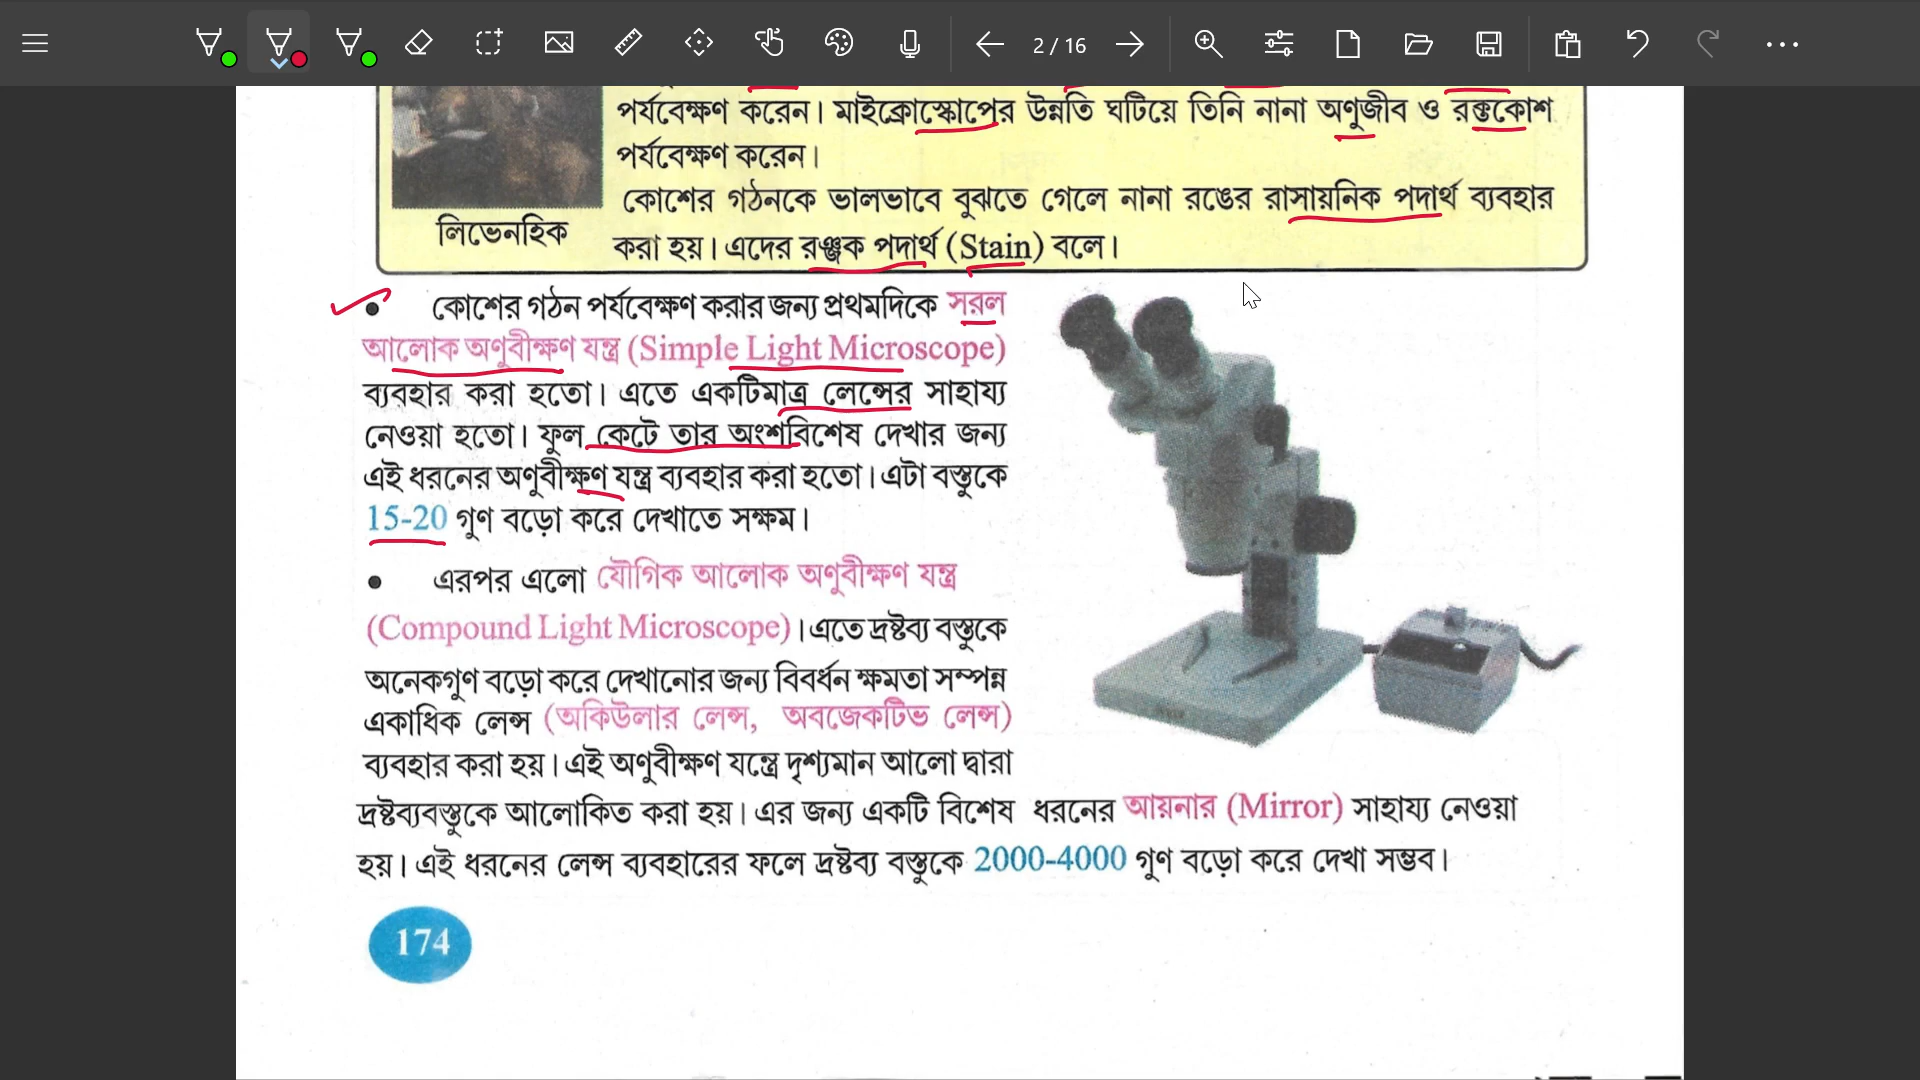 2 / 16
পর্যবেক্ষণ করেন। মাইক্রোস্কোপের উন্নতি ঘটিয়ে তিনি নানা অণুজীব ও রক্তকোশ
পর্যবেক্ষণ করেন।
কোশের গঠনকে ভালভাবে বুঝতে গেলে নানা রঙের রাসায়নিক পদার্থ ব্যবহার
করা হয়। এদের রঞ্জক পদার্থ (Stain) বলে।
লিভেনহিক
• কোশের গঠন পর্যবেক্ষণ করার জন্য প্রথমদিকে সরল
আলোক অণুবীক্ষণ যন্ত্র (Simple Light Microscope)
ব্যবহার করা হতো। এতে একটিমাত্র লেন্সের সাহায্য
নেওয়া হতো। ফুল কেটে তার অংশবিশেষ দেখার জন্য
এই ধরনের অণুবীক্ষণ যন্ত্র ব্যবহার করা হতো। এটা বস্তুকে
15-20 গুণ বড়ো করে দেখাতে সক্ষম।
• এরপর এলো যৌগিক আলোক অণুবীক্ষণ যন্ত্র
(Compound Light Microscope)। এতে দ্রষ্টব্য বস্তুকে
অনেকগুণ বড়ো করে দেখানোর জন্য বিবর্ধন ক্ষমতা সম্পন্ন
একাধিক লেন্স (অকিউলার লেন্স, অবজেকটিভ লেন্স)
ব্যবহার করা হয়। এই অণুবীক্ষণ যন্ত্রে দৃশ্যমান আলো দ্বারা
দ্রষ্টব্যবস্তুকে আলোকিত করা হয়। এর জন্য একটি বিশেষ ধরনের আয়নার (Mirror) সাহায্য নেওয়া
হয়। এই ধরনের লেন্স ব্যবহারের ফলে দ্রষ্টব্য বস্তুকে 2000-4000 গুণ বড়ো করে দেখা সম্ভব।
174